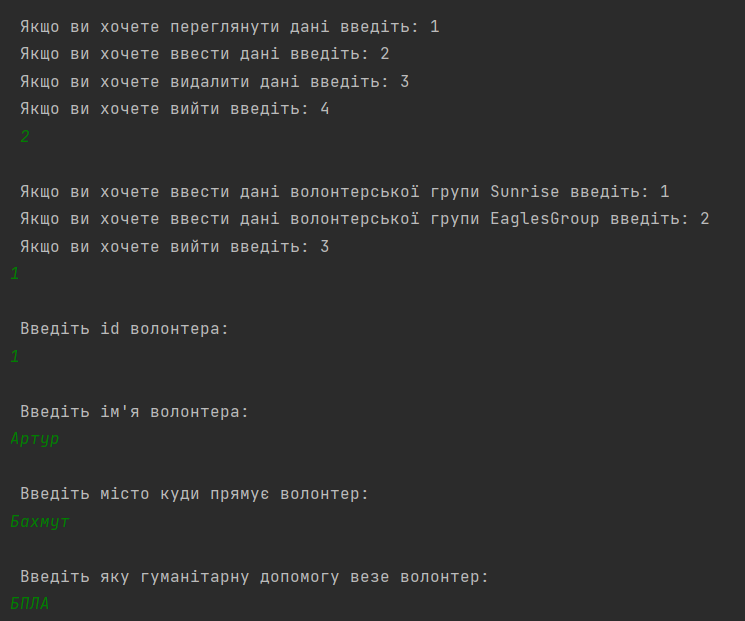 Якщо ви хочете переглянути дані введіть: 1
Якщо ви хочете ввести дані введіть: 2
Якщо ви хочете видалити дані введіть: 3
Якщо ви хочете вийти введіть: 4
2
Якщо ви хочете ввести дані волонтерської групи Sunrise введіть: 1
Якщо ви хочете ввести дані волонтерської групи EaglesGroup введіть: 2
Якщо ви хочете вийти введіть: 3
1
Введіть id волонтера:
1
Введіть ім'я волонтера:
Артур
Введіть місто куди прямує волонтер:
Бахмут
Введіть яку гуманітарну допомогу везе волонтер:
БПЛА